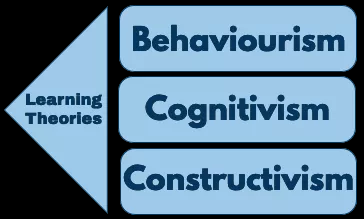 Learning
Theories
Behaviourism
Cognitivism
Constructivism